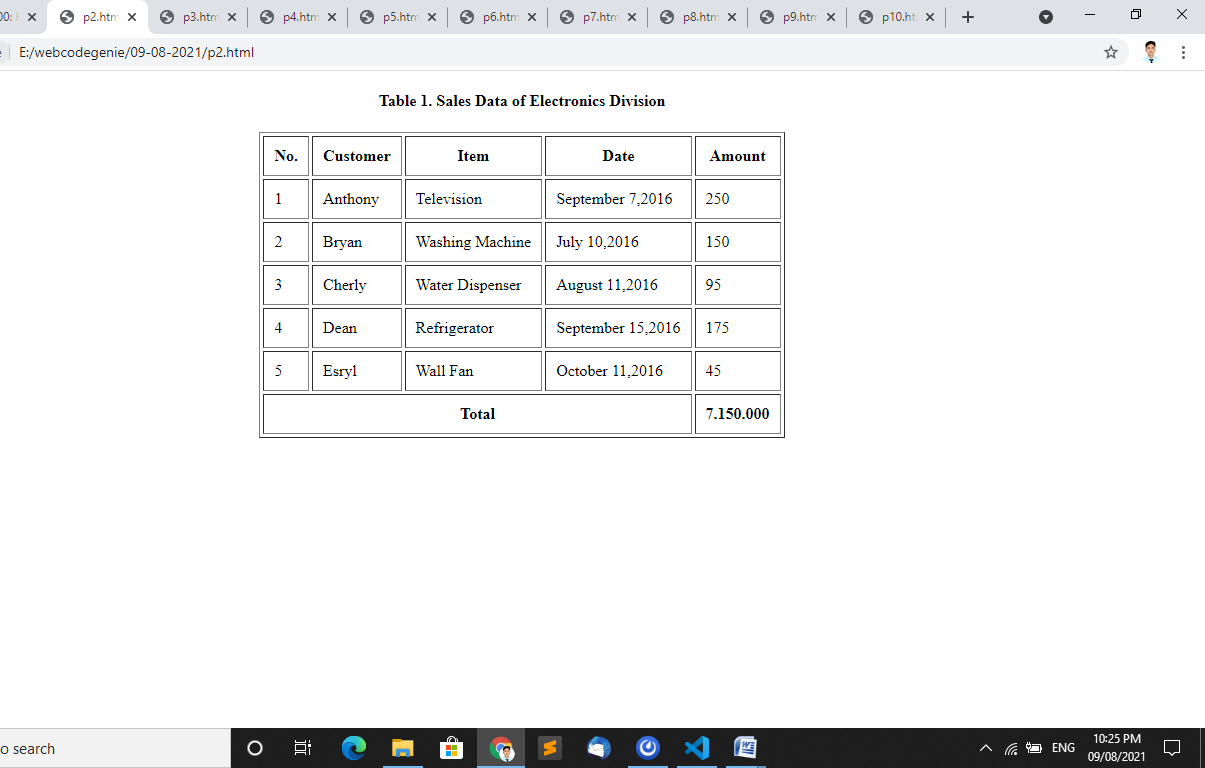 00:
p2.htm
p3.htm
p4.htm
p5.htm
p6.htm
p7.htm
p8.htm
p9.htm
p10.ht
E:/webcodegenie/09-08-2021/p2.html
Table 1. Sales Data of Electronics Division
No. Customer Item Date Amount
1 Anthony Television September 7,2016 250
2 Bryan Washing Machine July 10,2016 150
3 Cherly Water Dispenser August 11,2016 95
4 Dean Refrigerator September 15,2016 175
5 Esryl Wall Fan October 11,2016 45
Total 7.150.000
o search
ENG
10:25 PM
09/08/2021